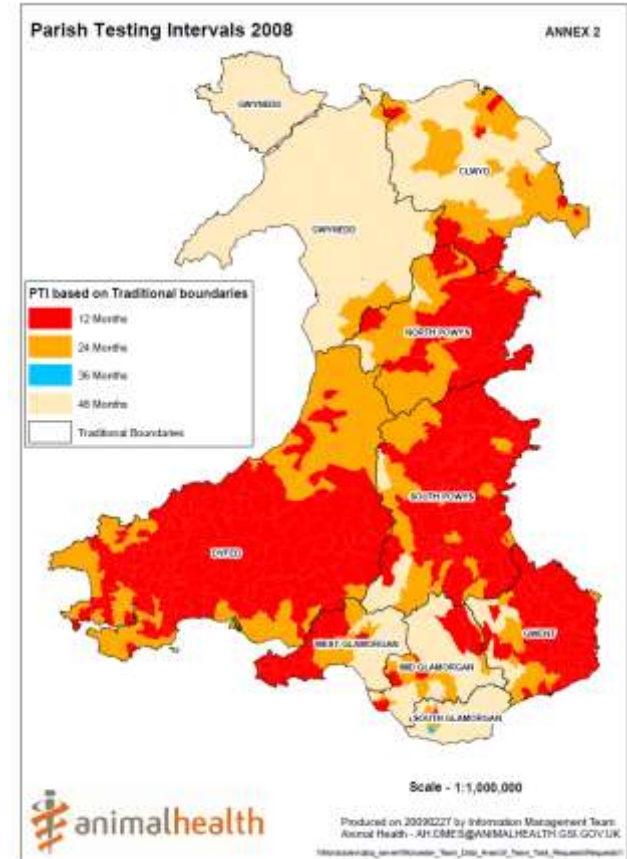 Parish Testing Intervals 2008
ANNEX 2
GWYNEDD
CLWYD
GWYNEDD
PTI based on Traditional boundaries
12 Months
24 Months
36 Months
48 Months
Traditional Boundaries
NORTH POWYS
SOUTH POWYS
DYFED
WEST GLAMORGAN
GWENT
MID GLAMORGAN
SOUTH GLAMORGAN
Scale - 1:1,000,000
animalhealth
Produced on 20090227 by Information Management Team
Animal Health - AH.OMES@ANIMALHEALTH.GSI.GOV.UK